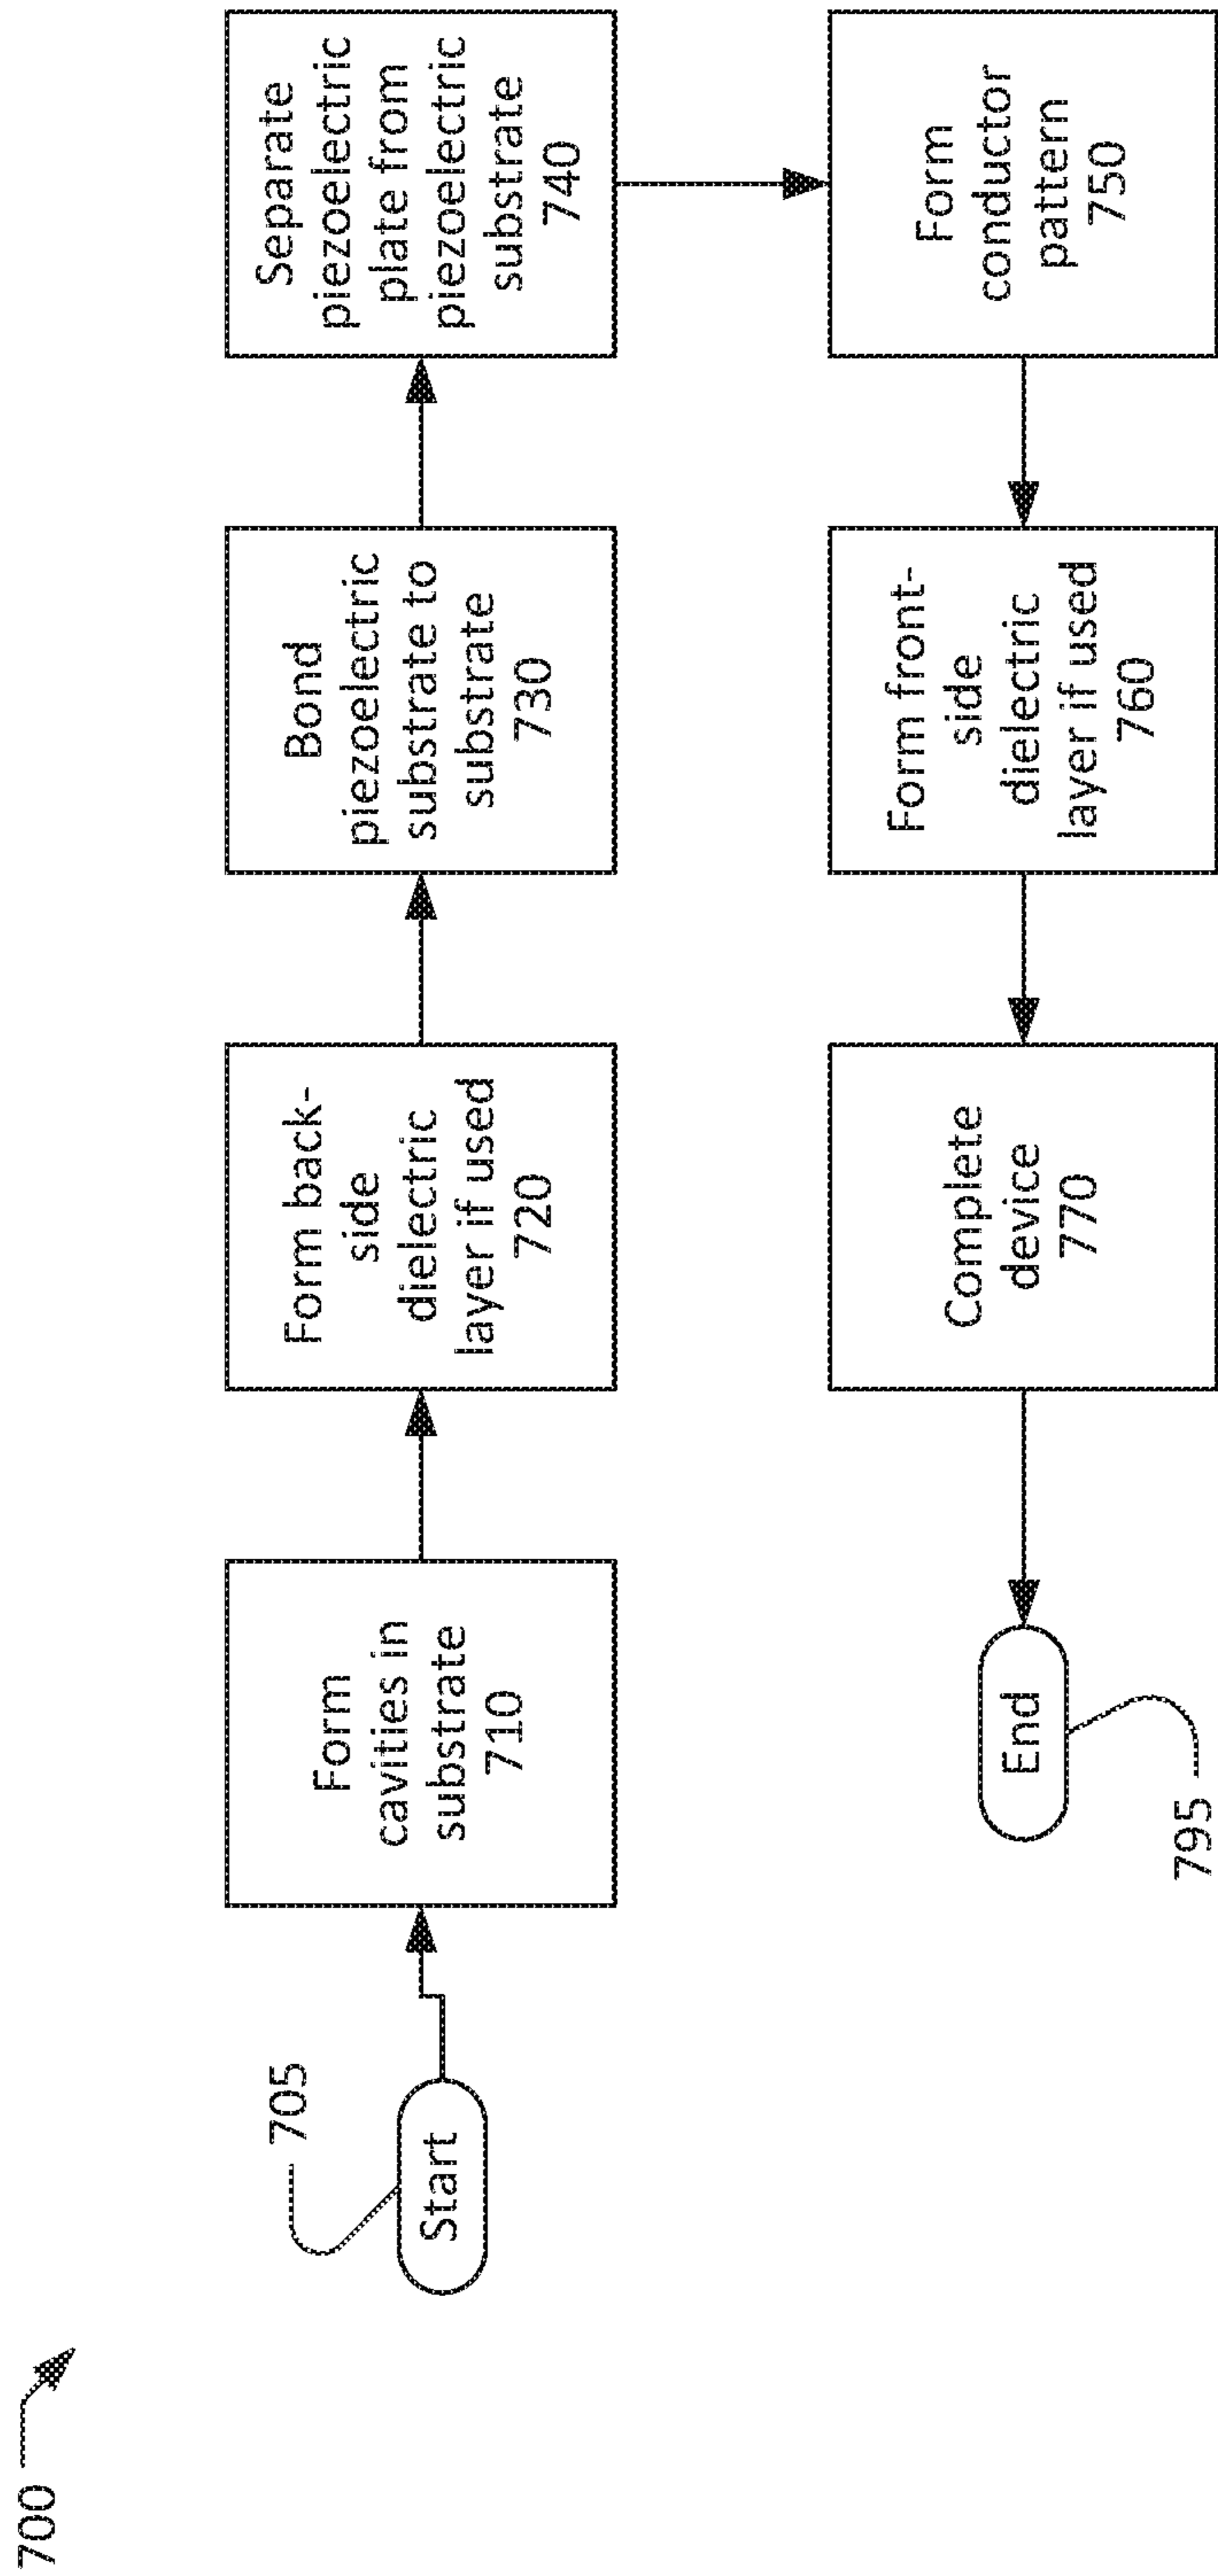 700
705
Start
Form
cavities in
substrate
710
Form back-
side
dielectric
layer if used
720
Bond
piezoelectric
substrate to
substrate
730
Separate
piezoelectric
plate from
piezoelectric
substrate
740
Form
conductor
pattern
750
Form front-
side
dielectric
layer if used
760
Complete
device
770
End
795